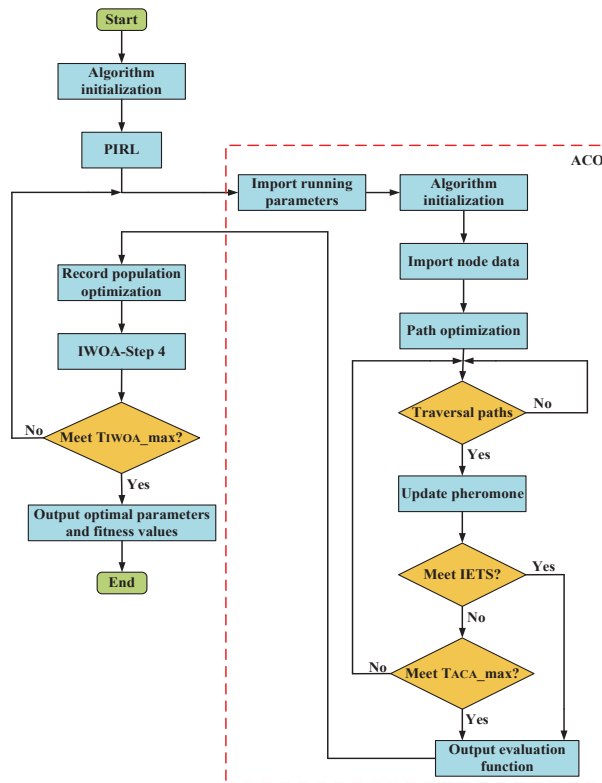 Start
Algorithm
initialization
PIRL
ACO
Import running
parameters
Algorithm
initialization
Import node data
Path optimization
Traversal paths
No
Yes
Update pheromone
Meet IETS?
Yes
No
Meet TACA_max?
No
Yes
Output evaluation
function
Record population
optimization
IWOA-Step 4
Meet TIWOA_max?
No
Yes
Output optimal parameters
and fitness values
End